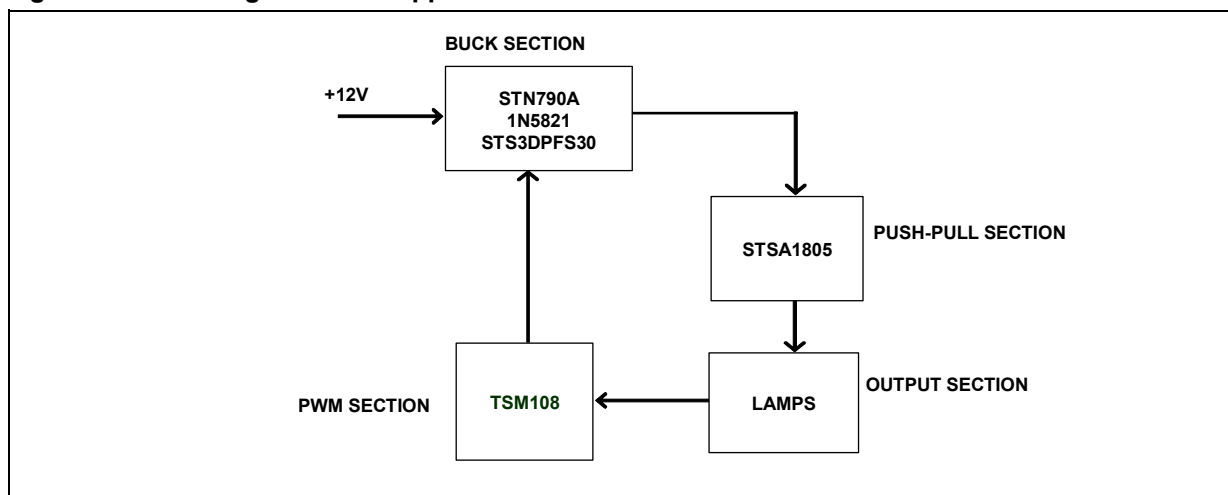 BUCK SECTION
+12V
STN790A
1N5821
STS3DPFS30
STSA1805
PUSH-PULL SECTION
LAMPS
OUTPUT SECTION
PWM SECTION
TSM108